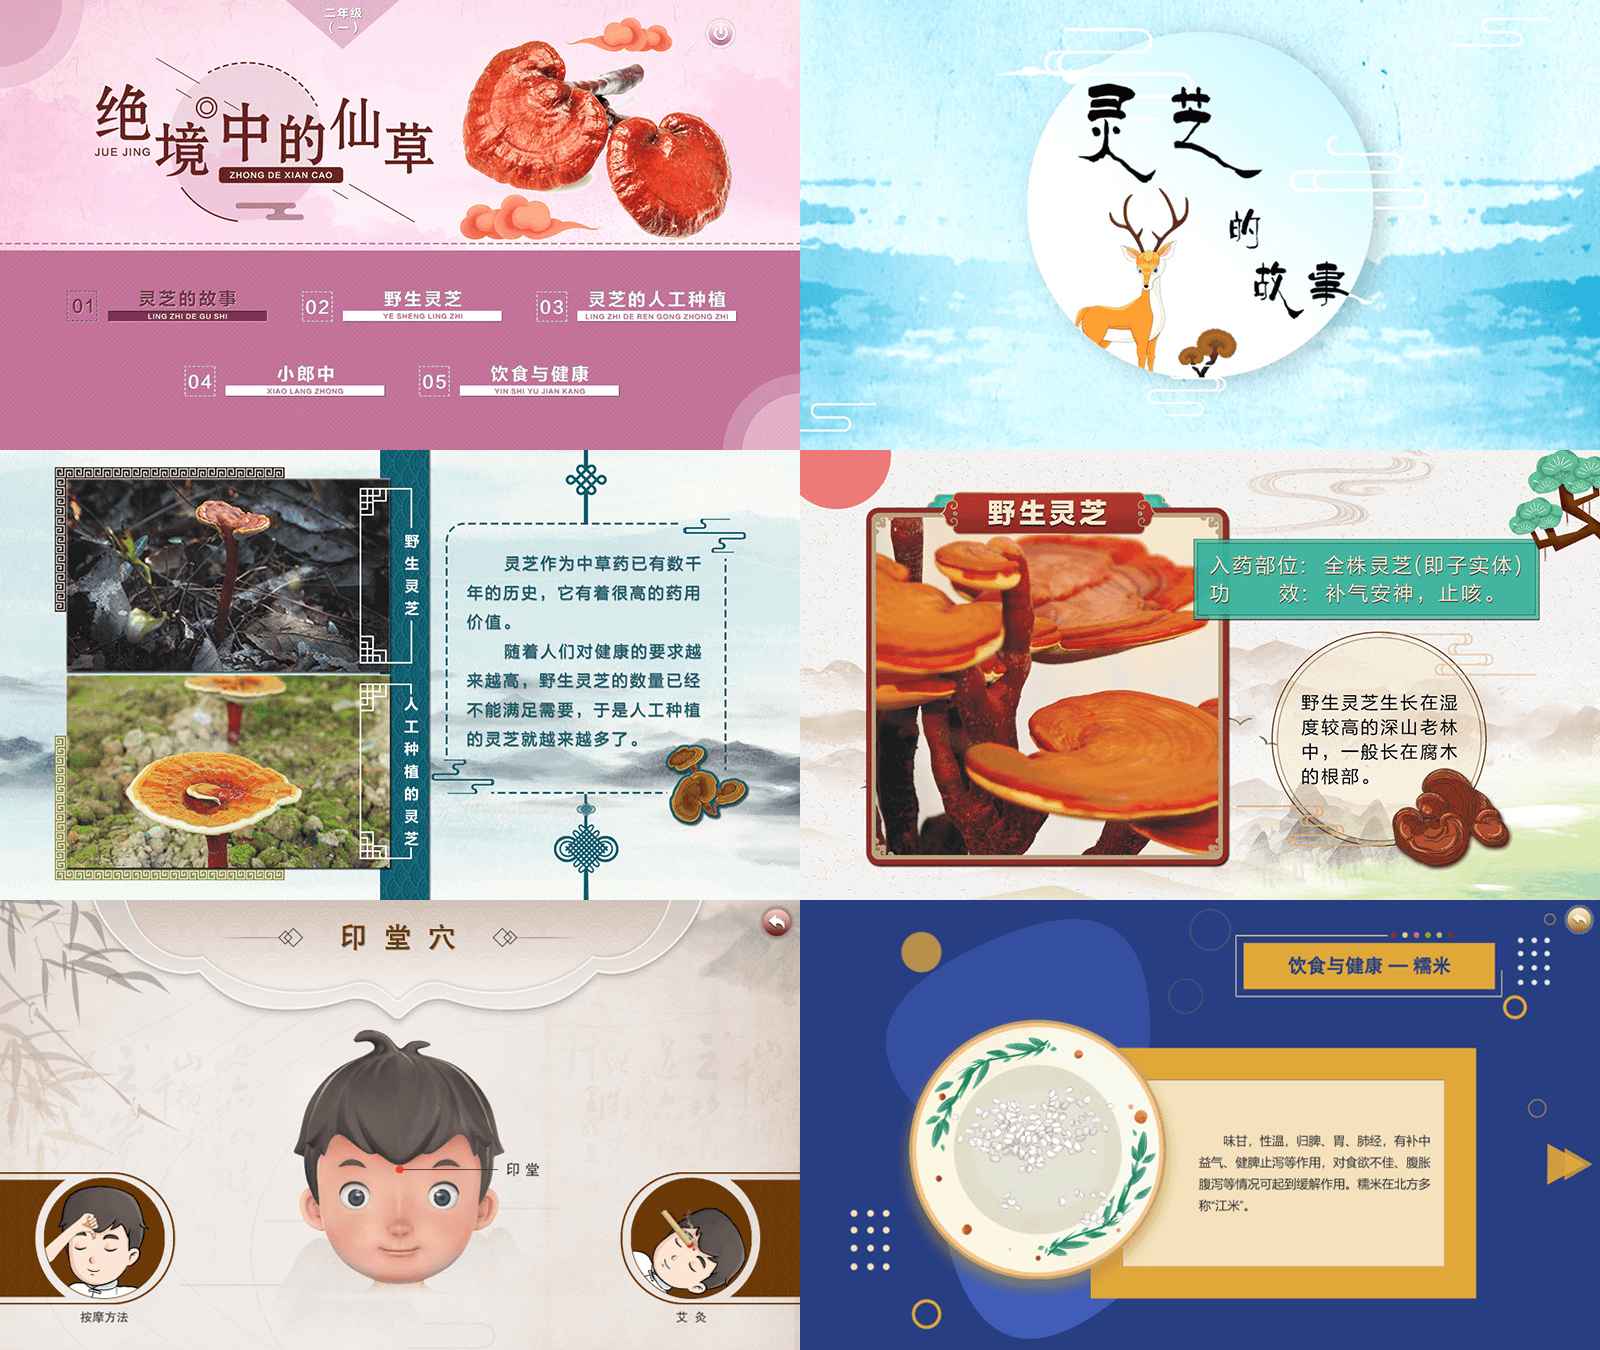 二年级
（一）
绝境中的仙草
JUE JING
ZHONG DE XIAN CAO
01
灵芝的故事
LING ZHI DE GU SHI
02
野生灵芝
YE SHENG LING ZHI
03
灵芝的人工种植
LING ZHI DE REN GONG ZHONG ZHI
04
小郎中
XIAO LANG ZHONG
05
饮食与健康
YIN SHI YU JIAN KANG
灵芝
的
故事
野生灵芝
人工种植的灵芝
灵芝作为中草药已有数千
年的历史，它有着很高的药用
价值。
随着人们对健康的要求越
来越高，野生灵芝的数量已经
不能满足需要，于是人工种植
的灵芝就越来越多了。
野生灵芝
入药部位：全株灵芝(即子实体)
功 效：补气安神，止咳。
野生灵芝生长在湿
度较高的深山老林
中，一般长在腐木
的根部。
印堂穴
印堂
按摩方法
艾灸
饮食与健康 — 糯米
味甘，性温，归脾、胃、肺经，有补中
益气、健脾止泻等作用，对食欲不佳、腹胀
腹泻等情况可起到缓解作用。糯米在北方多
称“江米”。